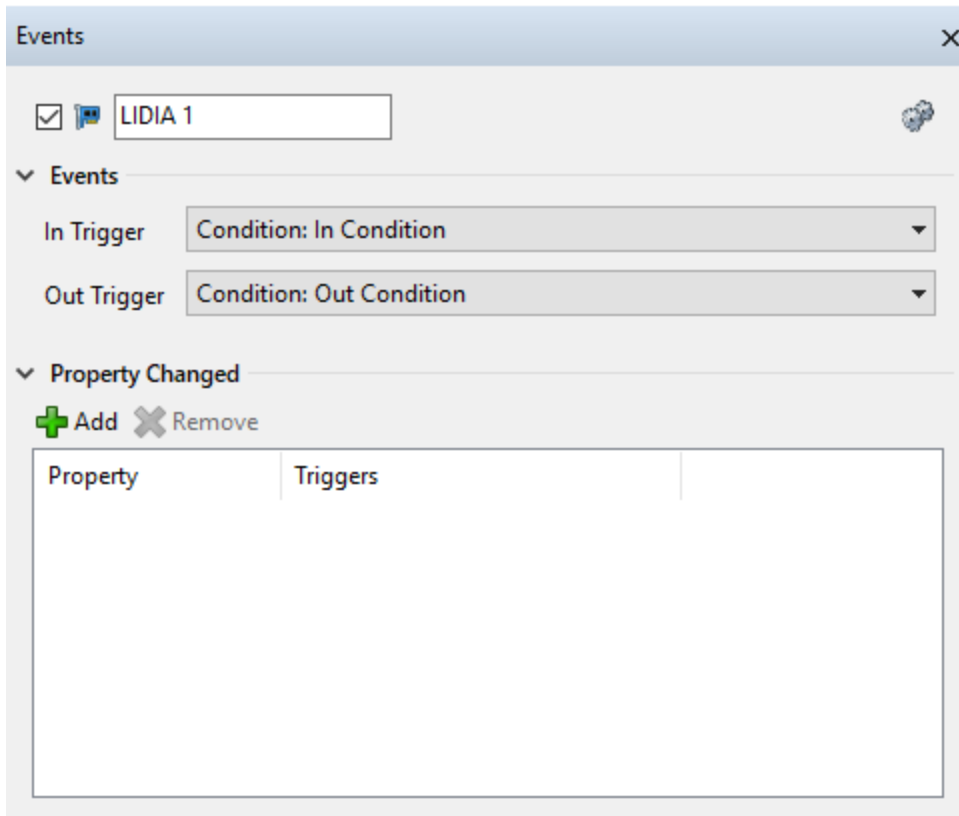 Events
LIDIA 1
Events
In Trigger Condition: In Condition
Out Trigger Condition: Out Condition
Property Changed
Add Remove
Property Triggers